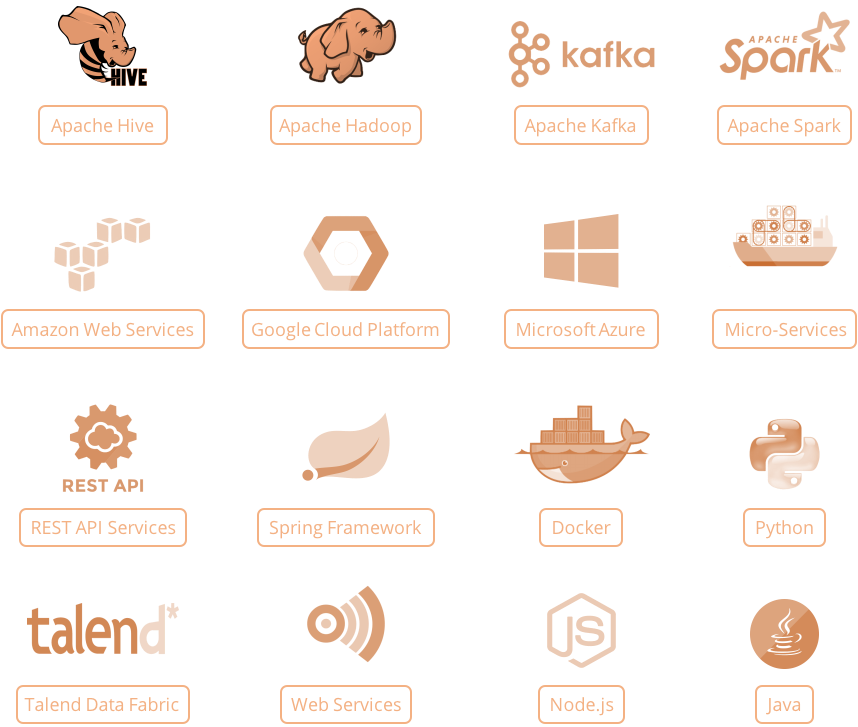 HIVE
kafka
APACHE
Spark™
Apache Hive
Apache Hadoop
Apache Kafka
Apache Spark
Amazon Web Services
Google Cloud Platform
Microsoft Azure
Micro-Services
REST API
REST API Services
Spring Framework
Docker
Python
talend*
JS
Talend Data Fabric
Web Services
Node.js
Java